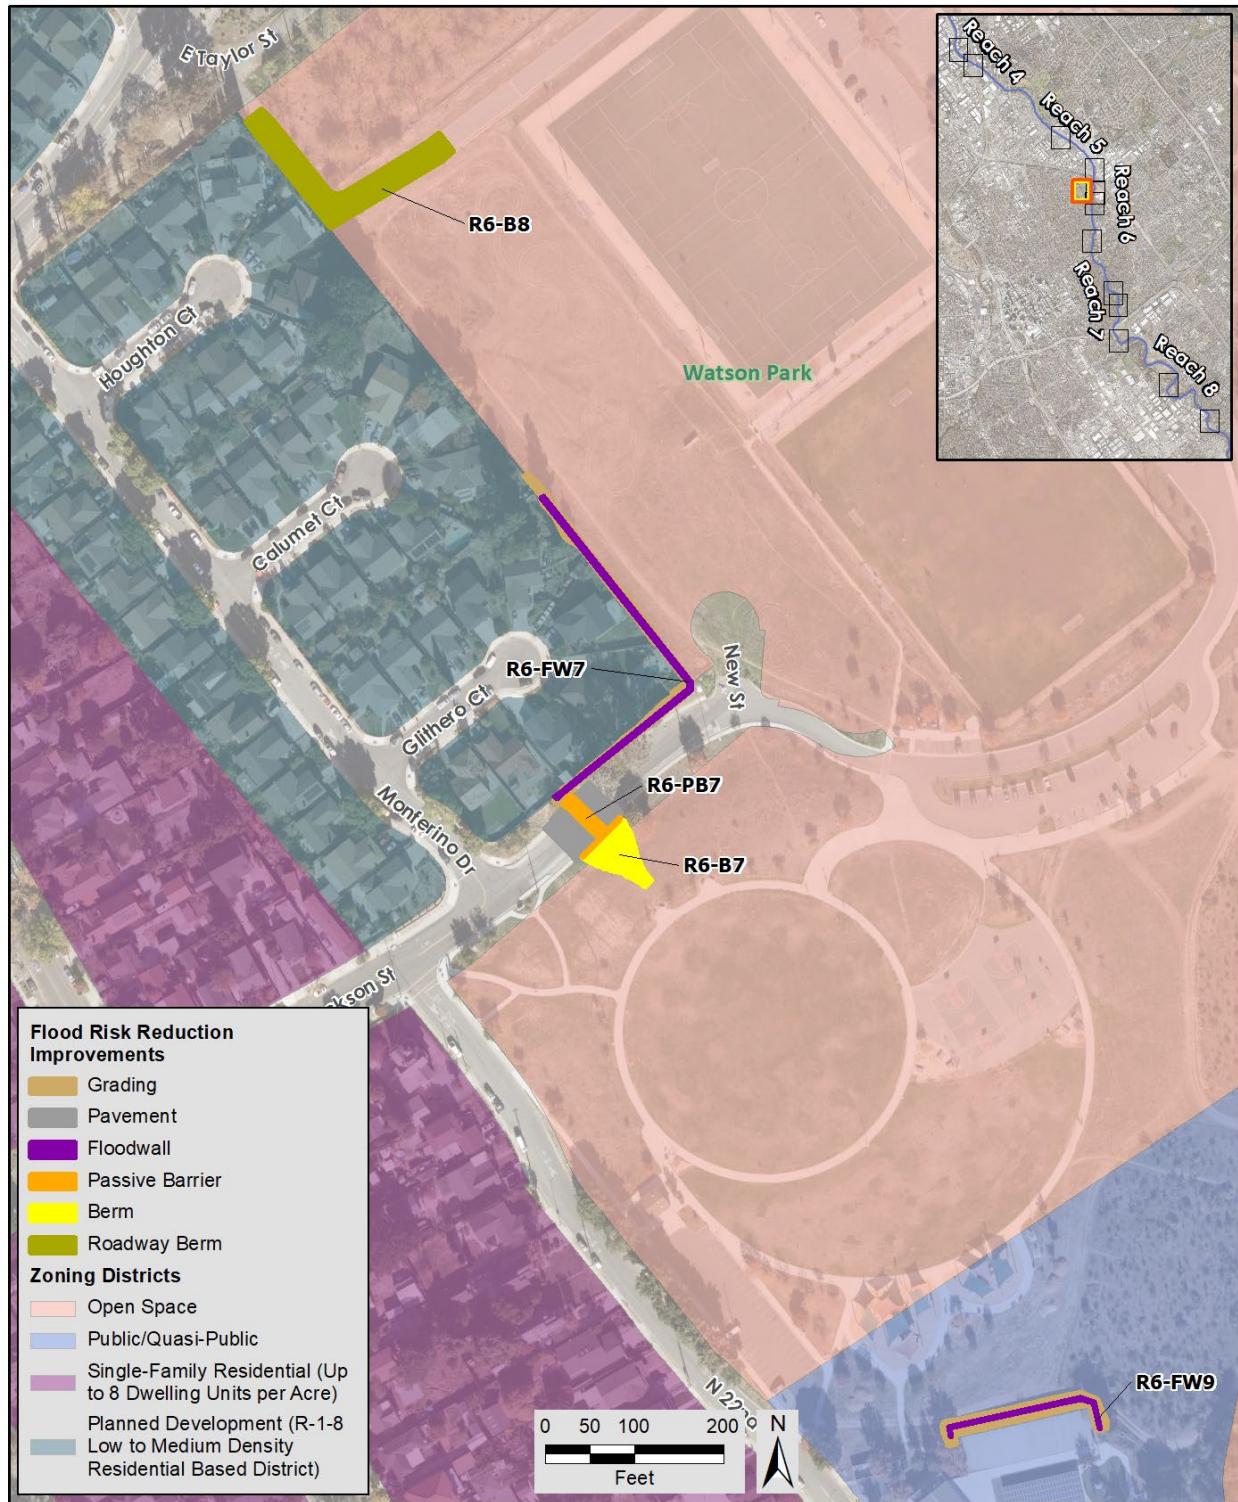 E Taylor St
R6-B8
Reach 4
Reach 5
Reach 6
Reach 7
Reach 8
Houghton Ct
Watson Park
Calumet Ct
R6-FW7
New St
Glithero Ct
R6-PB7
Monferino Dr
R6-B7
kson St
Flood Risk Reduction
Improvements
Grading
Pavement
Floodwall
Passive Barrier
Berm
Roadway Berm
Zoning Districts
Open Space
Public/Quasi-Public
Single-Family Residential (Up
to 8 Dwelling Units per Acre)
Planned Development (R-1-8
Low to Medium Density
Residential Based District)
R6-FW9
N 22
0 50 100 200
Feet
N